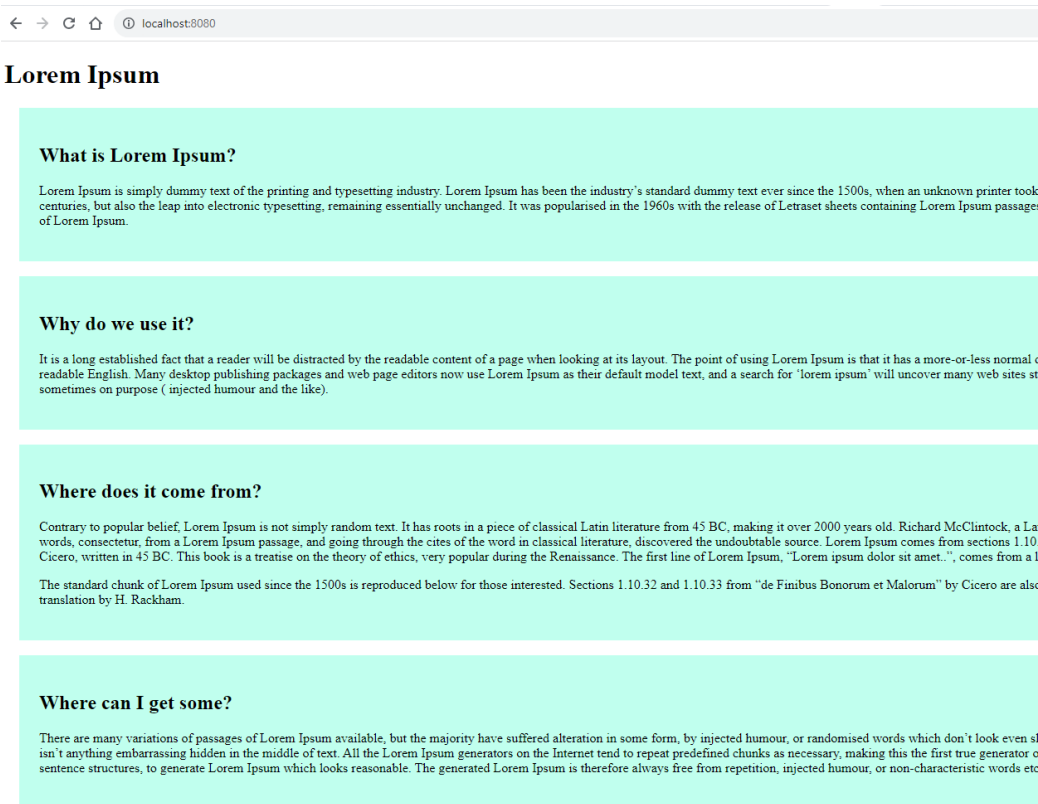 localhost:8080
Lorem Ipsum
What is Lorem Ipsum?
Lorem Ipsum is simply dummy text of the printing and typesetting industry. Lorem Ipsum has been the industry’s standard dummy text ever since the 1500s, when an unknown printer took
centuries, but also the leap into electronic typesetting, remaining essentially unchanged. It was popularised in the 1960s with the release of Letraset sheets containing Lorem Ipsum passages
of Lorem Ipsum.
Why do we use it?
It is a long established fact that a reader will be distracted by the readable content of a page when looking at its layout. The point of using Lorem Ipsum is that it has a more-or-less normal
readable English. Many desktop publishing packages and web page editors now use Lorem Ipsum as their default model text, and a search for ‘lorem ipsum’ will uncover many web sites st
sometimes on purpose ( injected humour and the like).
Where does it come from?
Contrary to popular belief, Lorem Ipsum is not simply random text. It has roots in a piece of classical Latin literature from 45 BC, making it over 2000 years old. Richard McClintock, a La
words, consectetur, from a Lorem Ipsum passage, and going through the cites of the word in classical literature, discovered the undoubtable source. Lorem Ipsum comes from sections 1.10.
Cicero, written in 45 BC. This book is a treatise on the theory of ethics, very popular during the Renaissance. The first line of Lorem Ipsum, “Lorem ipsum dolor sit amet..”, comes from a l
The standard chunk of Lorem Ipsum used since the 1500s is reproduced below for those interested. Sections 1.10.32 and 1.10.33 from “de Finibus Bonorum et Malorum” by Cicero are also
translation by H. Rackham.
Where can I get some?
There are many variations of passages of Lorem Ipsum available, but the majority have suffered alteration in some form, by injected humour, or randomised words which don’t look even sl
isn’t anything embarrassing hidden in the middle of text. All the Lorem Ipsum generators on the Internet tend to repeat predefined chunks as necessary, making this the first true generator o
sentence structures, to generate Lorem Ipsum which looks reasonable. The generated Lorem Ipsum is therefore always free from repetition, injected humour, or non-characteristic words etc